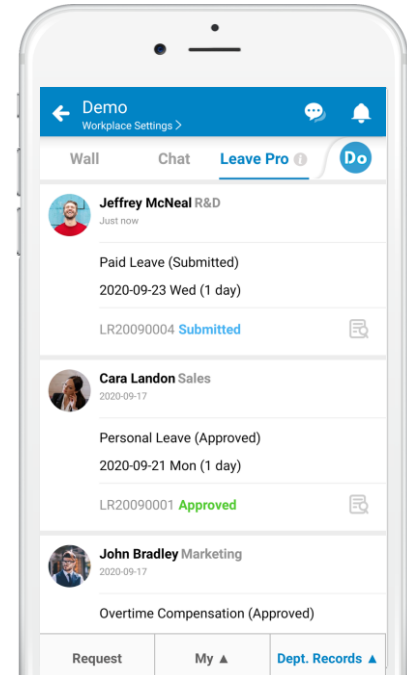 Demo
Workplace Settings >
Wall Chat Leave Pro
Do
Jeffrey McNeal R&D
Just now
Paid Leave (Submitted)
2020-09-23 Wed (1 day)
LR20090004 Submitted
Cara Landon Sales
2020-09-17
Personal Leave (Approved)
2020-09-21 Mon (1 day)
LR20090001 Approved
John Bradley Marketing
2020-09-17
Overtime Compensation (Approved)
Request My ▲ Dept. Records ▲